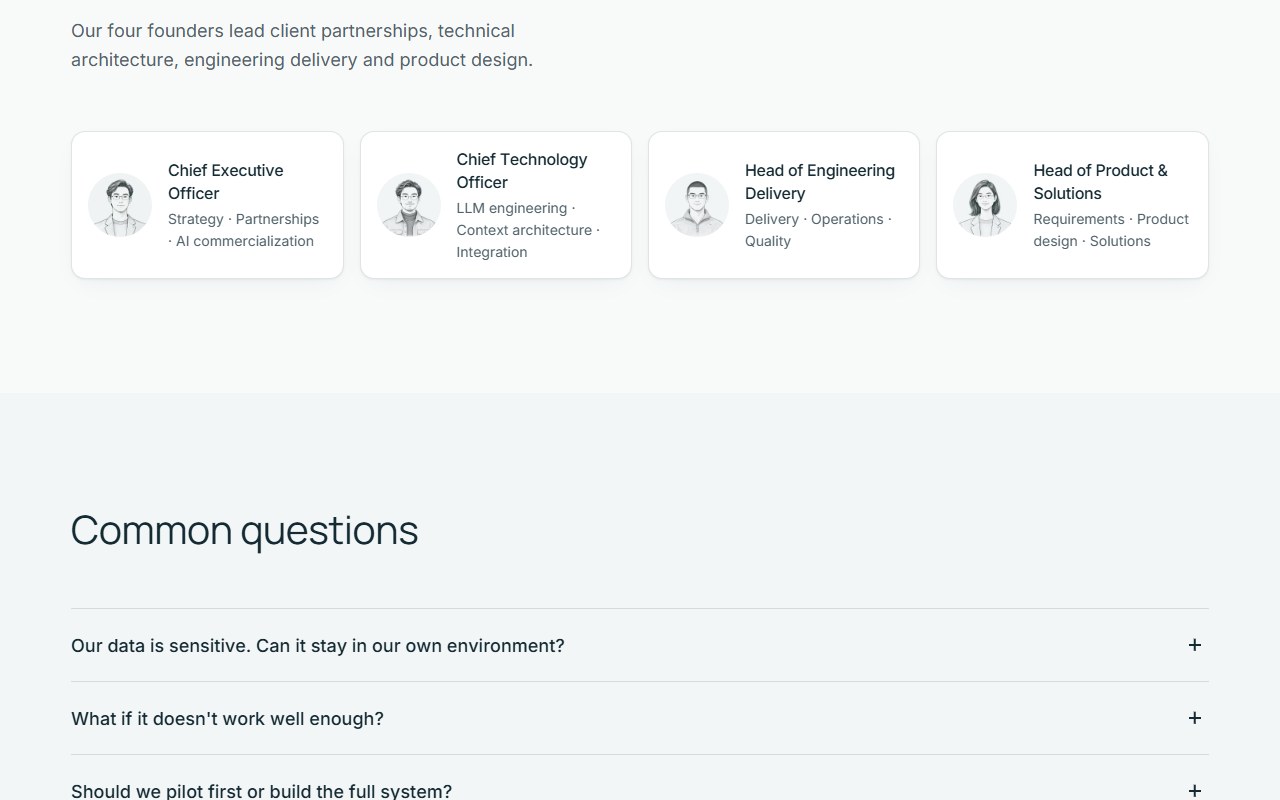 Our four founders lead client partnerships, technical
architecture, engineering delivery and product design.
Chief Executive
Officer
Strategy · Partnerships
· AI commercialization
Chief Technology
Officer
LLM engineering ·
Context architecture ·
Integration
Head of Engineering
Delivery
Delivery · Operations ·
Quality
Head of Product &
Solutions
Requirements · Product
design · Solutions
Common questions
Our data is sensitive. Can it stay in our own environment?
+
What if it doesn't work well enough?
+
Should we pilot first or build the full system?
+